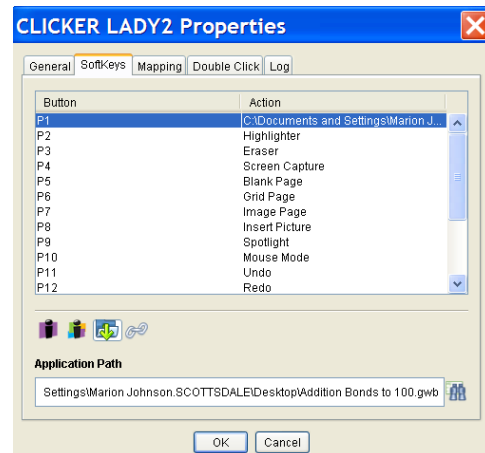 CLICKER LADY2 Properties
General SoftKeys Mapping Double Click Log
Button Action
P1 C:\Documents and Settings\Marion J...
P2 Highlighter
P3 Eraser
P4 Screen Capture
P5 Blank Page
P6 Grid Page
P7 Image Page
P8 Insert Picture
P9 Spotlight
P10 Mouse Mode
P11 Undo
P12 Redo
Application Path
Settings\Marion Johnson.SCOTTSDALE\Desktop\Addition Bonds to 100.gwb
OK Cancel